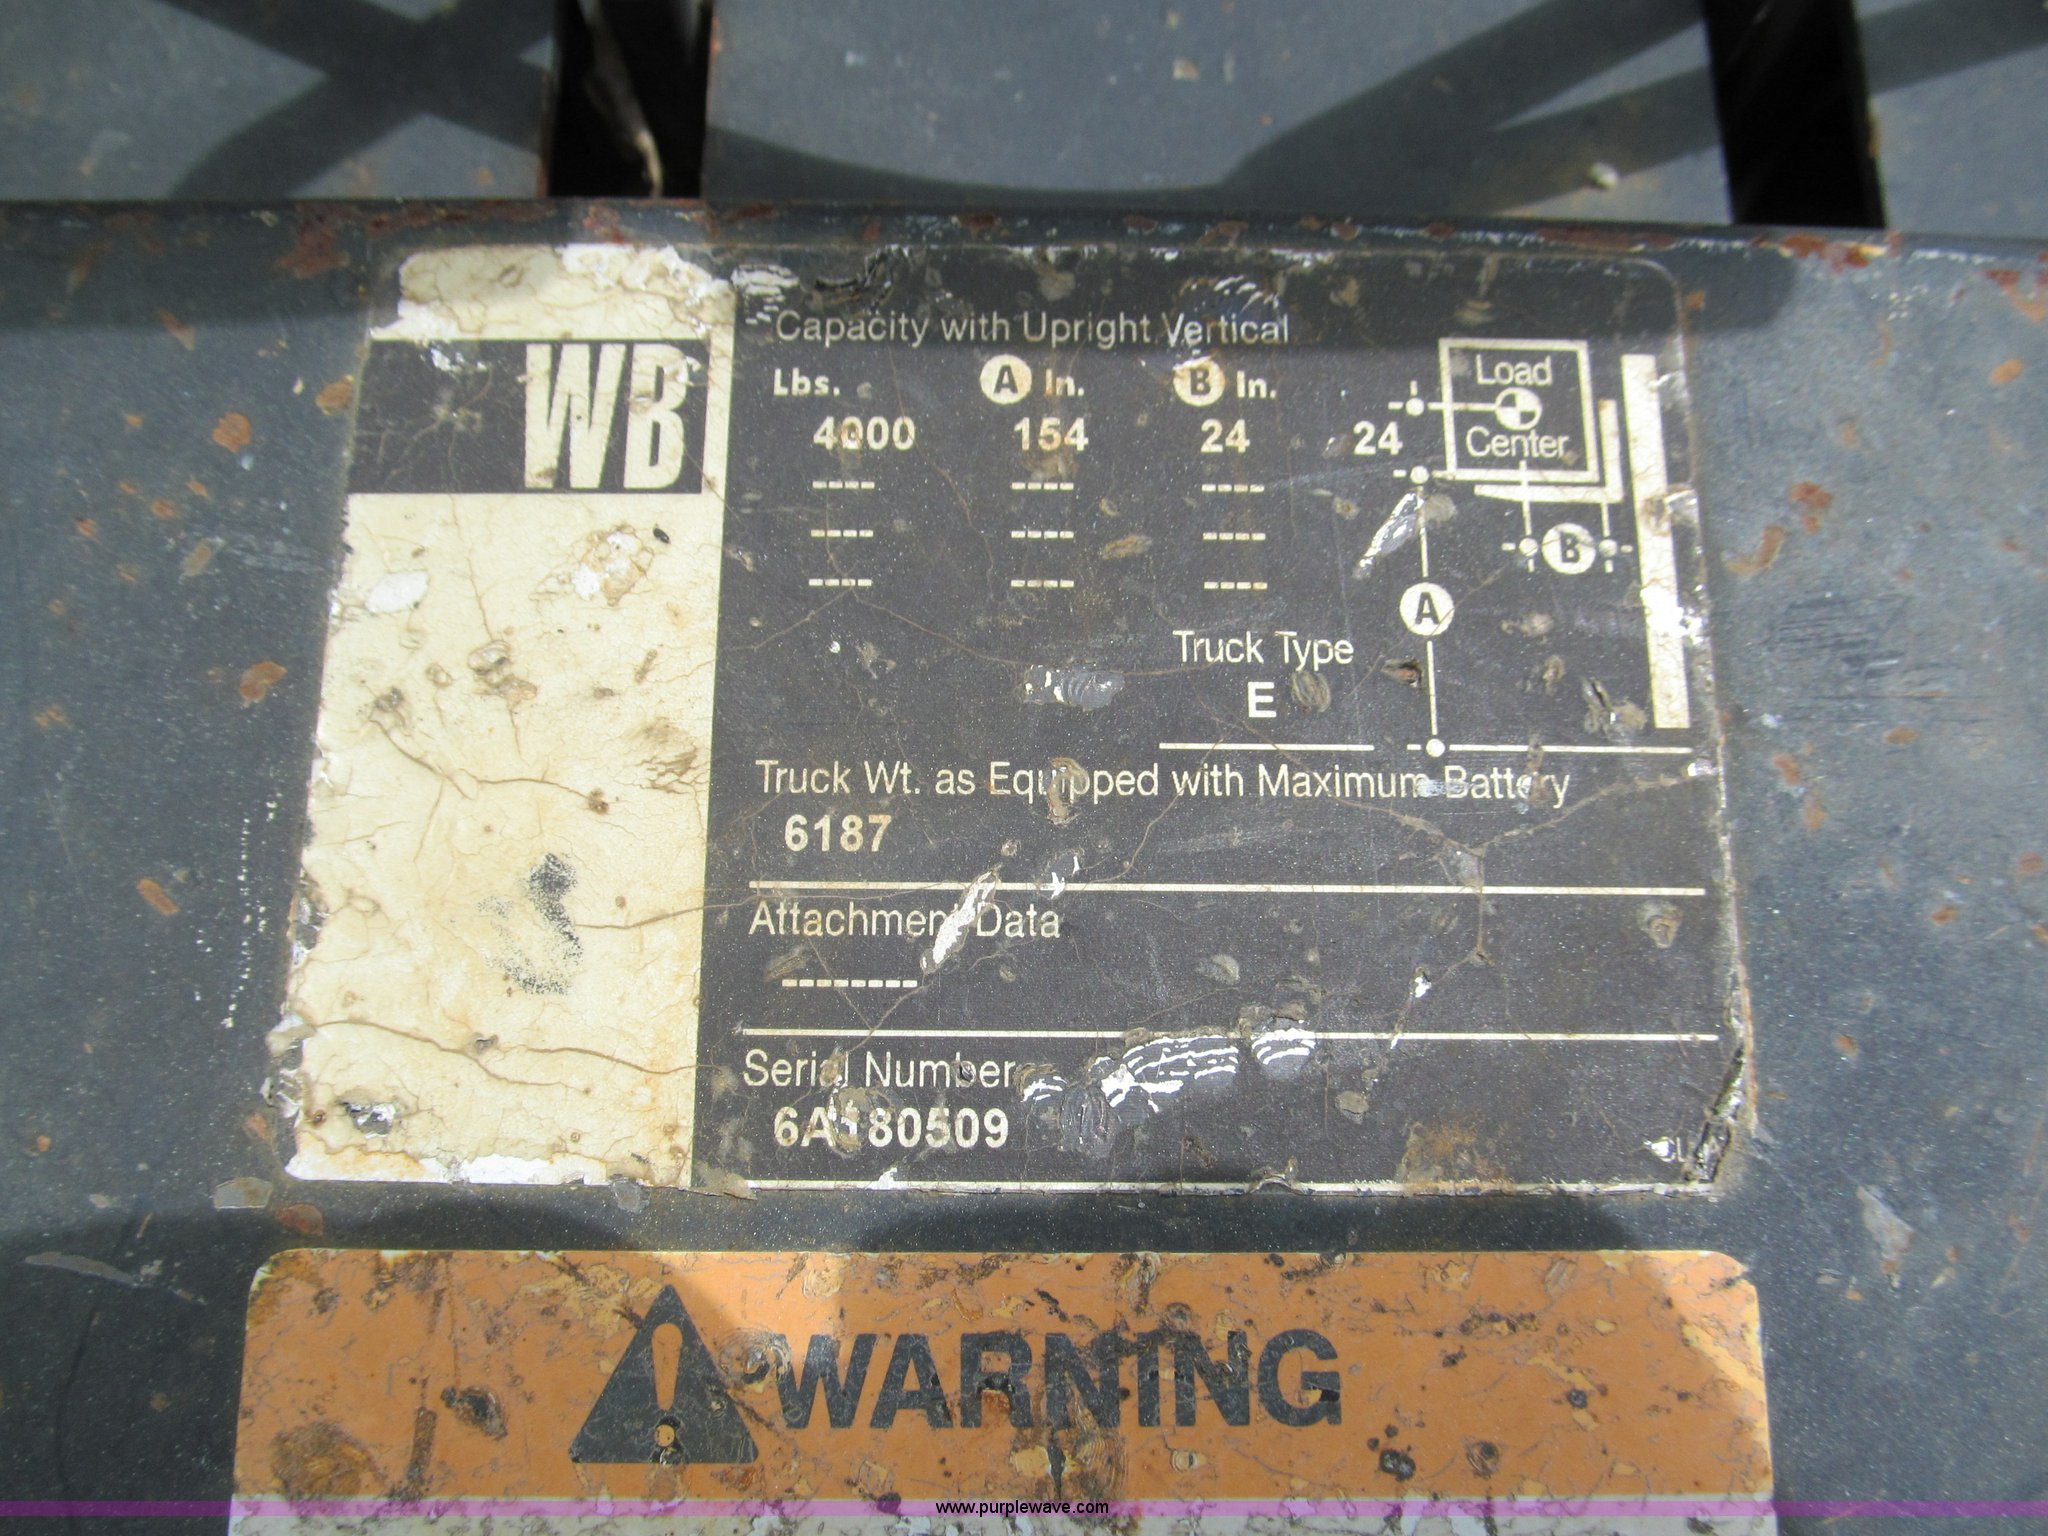 WB
Capacity with Upright Vertical
Lbs. A In. B In.
4000 154 24 24
---- ---- ----
---- ---- ----
---- ---- ----
Load
Center
B
A
Truck Type
E
Truck Wt. as Equipped with Maximum Battery
6187
Attachment Data
--------
Serial Number
WARNING
www.purplewave.com